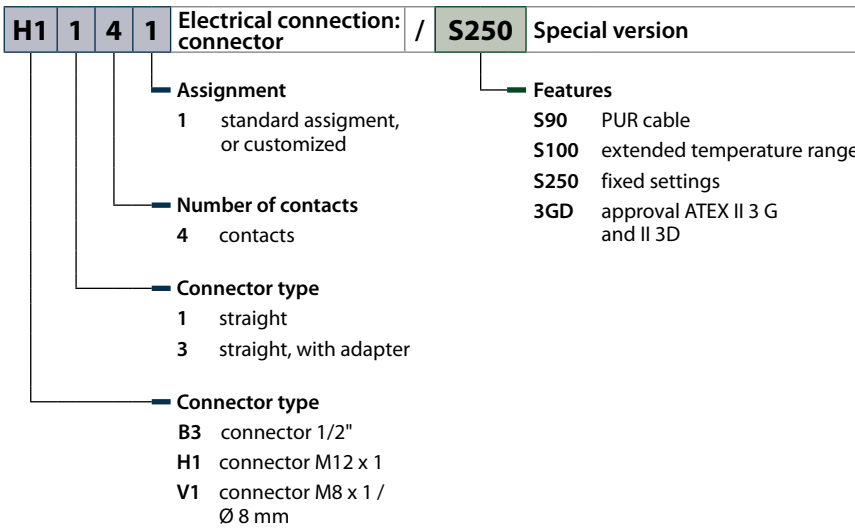 H1 1 4 1 Electrical connection: connector / S250 Special version
Assignment
1 standard assigment,
or customized
Number of contacts
4 contacts
Connector type
1 straight
3 straight, with adapter
Connector type
B3 connector 1/2"
H1 connector M12 x 1
V1 connector M8 x 1 /
Ø 8 mm
Features
S90 PUR cable
S100 extended temperature range
S250 fixed settings
3GD approval ATEX II 3 G
and II 3D